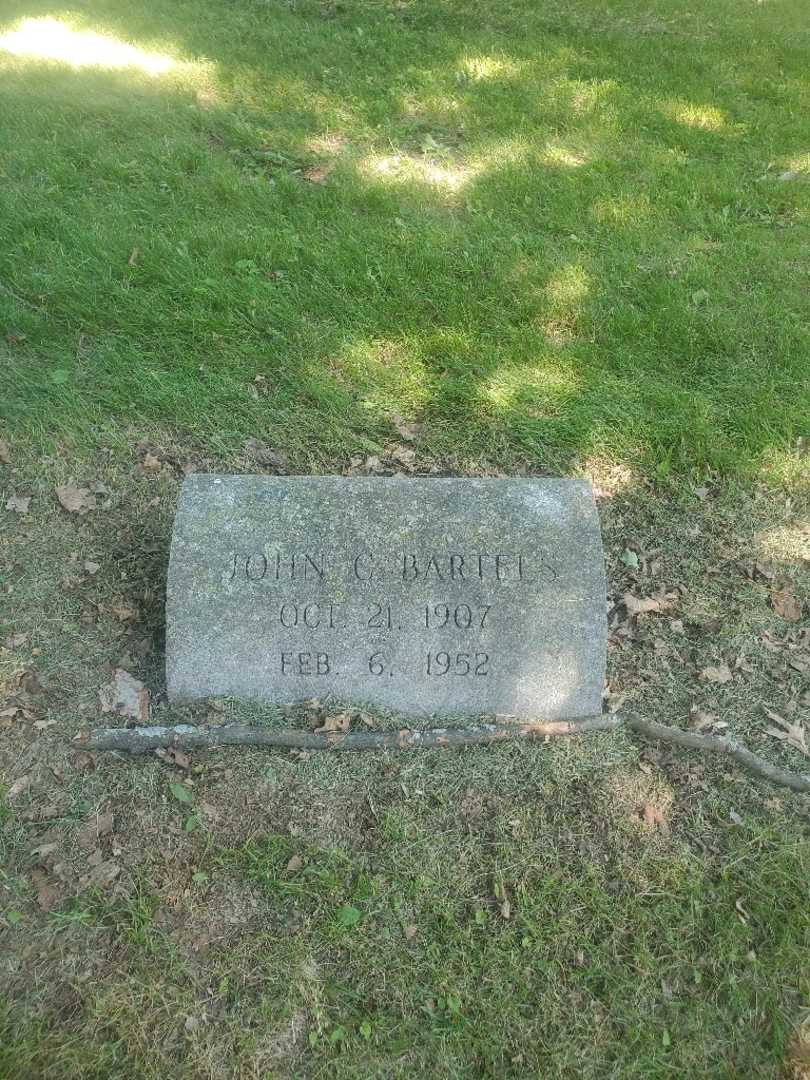 JOHN G. BARTELS
OCT. 21, 1907
FEB. 6, 1952